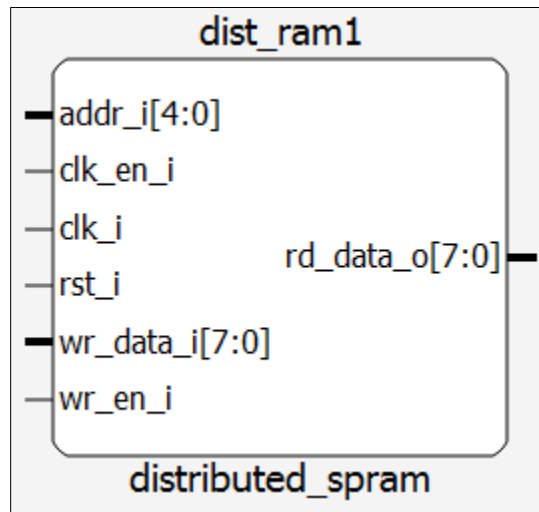 dist_ram1
addr_i[4:0]
clk_en_i
clk_i
rst_i
wr_data_i[7:0]
wr_en_i
rd_data_o[7:0]
distributed_spram